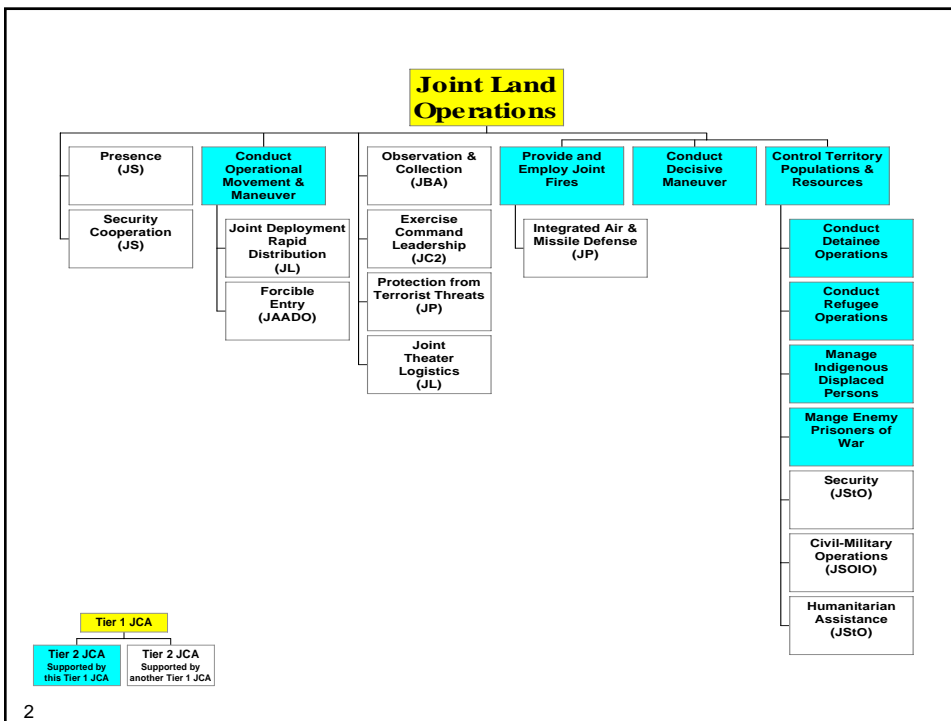 Joint Land
Operations
Presence
(JS)
Security
Cooperation
(JS)
Conduct
Operational
Movement &
Maneuver
Joint Deployment
Rapid
Distribution
(JL)
Forcible
Entry
(JAADO)
Observation &
Collection
(JBA)
Exercise
Command
Leadership
(JC2)
Protection from
Terrorist Threats
(JP)
Joint
Theater
Logistics
(JL)
Provide and
Employ Joint
Fires
Integrated Air &
Missile Defense
(JP)
Conduct
Decisive
Maneuver
Control Territory
Populations &
Resources
Conduct
Detainee
Operations
Conduct
Refugee
Operations
Manage
Indigenous
Displaced
Persons
Mange Enemy
Prisoners of
War
Security
(JStO)
Civil-Military
Operations
(JSOIO)
Humanitarian
Assistance
(JStO)
Tier 1 JCA
Tier 2 JCA
Supported by
this Tier 1 JCA
Tier 2 JCA
Supported by
another Tier 1 JCA
2